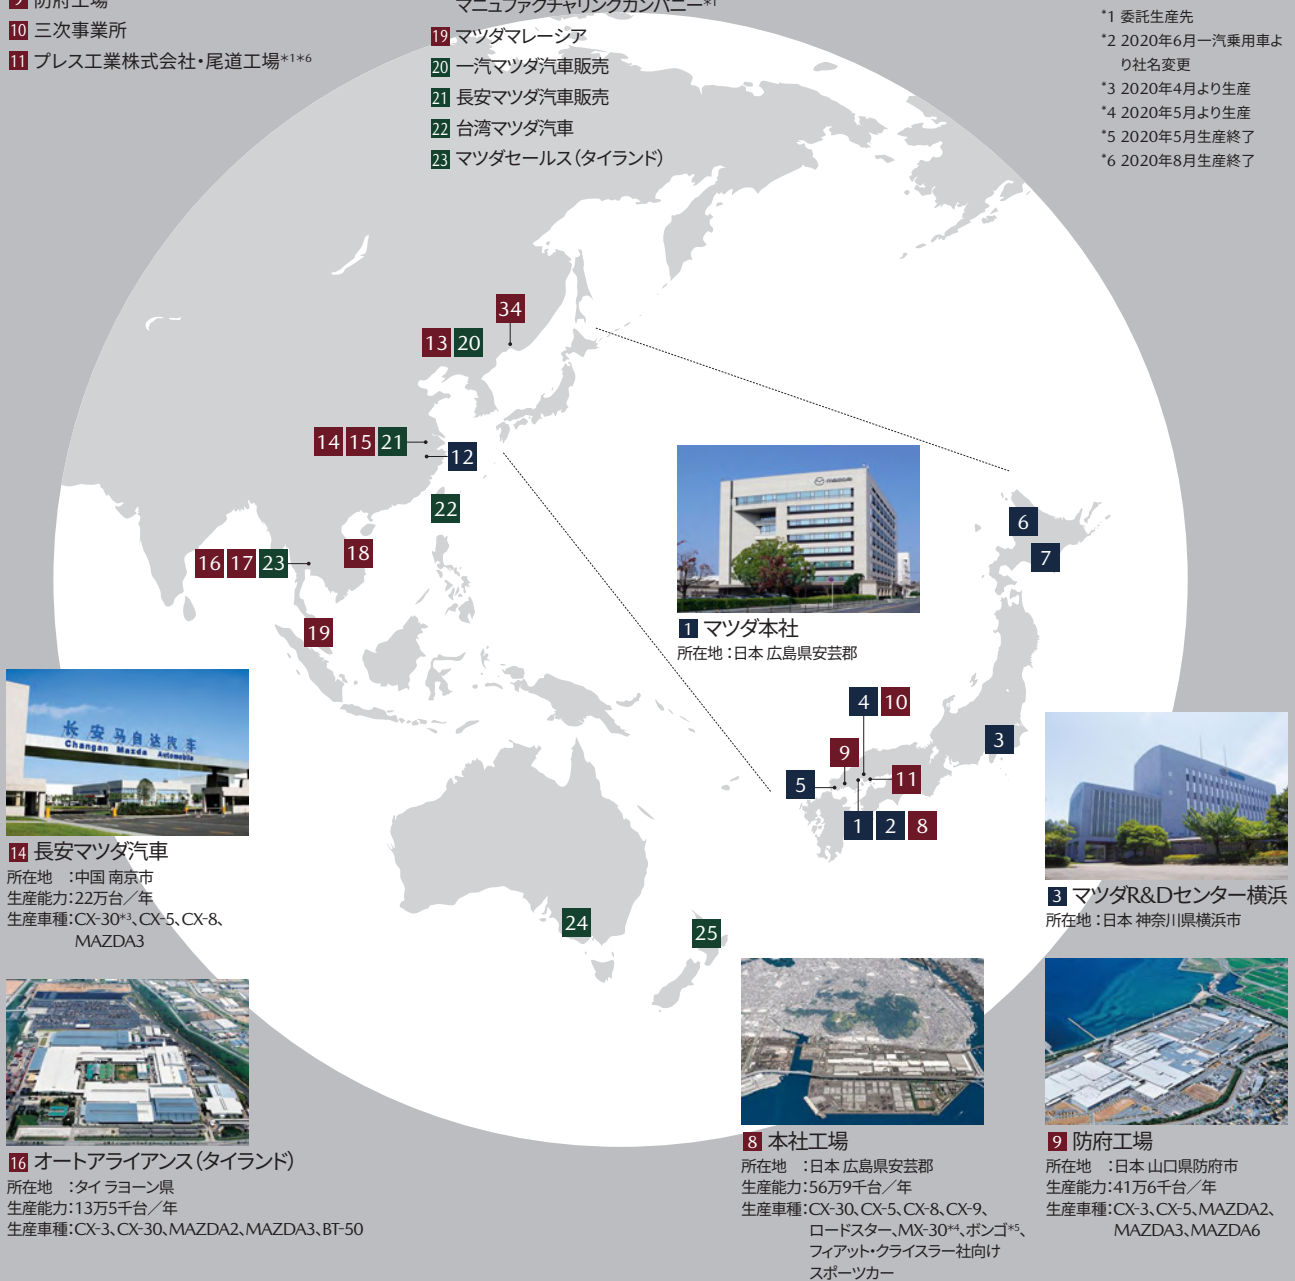 9 防府工場
10 三次事業所
11 プレス工業株式会社・尾道工場*1*6
マニュファクチャリングカンパニー*1
19 マツダマレーシア
20 一汽マツダ汽車販売
21 長安マツダ汽車販売
22 台湾マツダ汽車
23 マツダセールス(タイランド)
*1 委託生産先
*2 2020年6月一汽乗用車よ
り社名変更
*3 2020年4月より生産
*4 2020年5月より生産
*5 2020年5月生産終了
*6 2020年8月生産終了
34
13 20
14 15 21
12
22
16 17 23
18
19
6
7
1 マツダ本社
所在地:日本 広島県安芸郡
4 10
3
9
11
5
1 2 8
24
25
长安马自达汽车
Changan Mazda Automobile
14 長安マツダ汽車
所在地 :中国 南京市
生産能力:22万台/年
生産車種:CX-30*3、CX-5、CX-8、
MAZDA3
3 マツダR&Dセンター横浜
所在地:日本 神奈川県横浜市
16 オートアライアンス(タイランド)
所在地 :タイ ラヨーン県
生産能力:13万5千台/年
生産車種:CX-3、CX-30、MAZDA2、MAZDA3、BT-50
8 本社工場
所在地 :日本 広島県安芸郡
生産能力:56万9千台/年
生産車種:CX-30、CX-5、CX-8、CX-9、
ロードスター、MX-30*4、ボンゴ*5、
フィアット・クライスラー社向け
スポーツカー
9 防府工場
所在地 :日本 山口県防府市
生産能力:41万6千台/年
生産車種:CX-3、CX-5、MAZDA2、
MAZDA3、MAZDA6